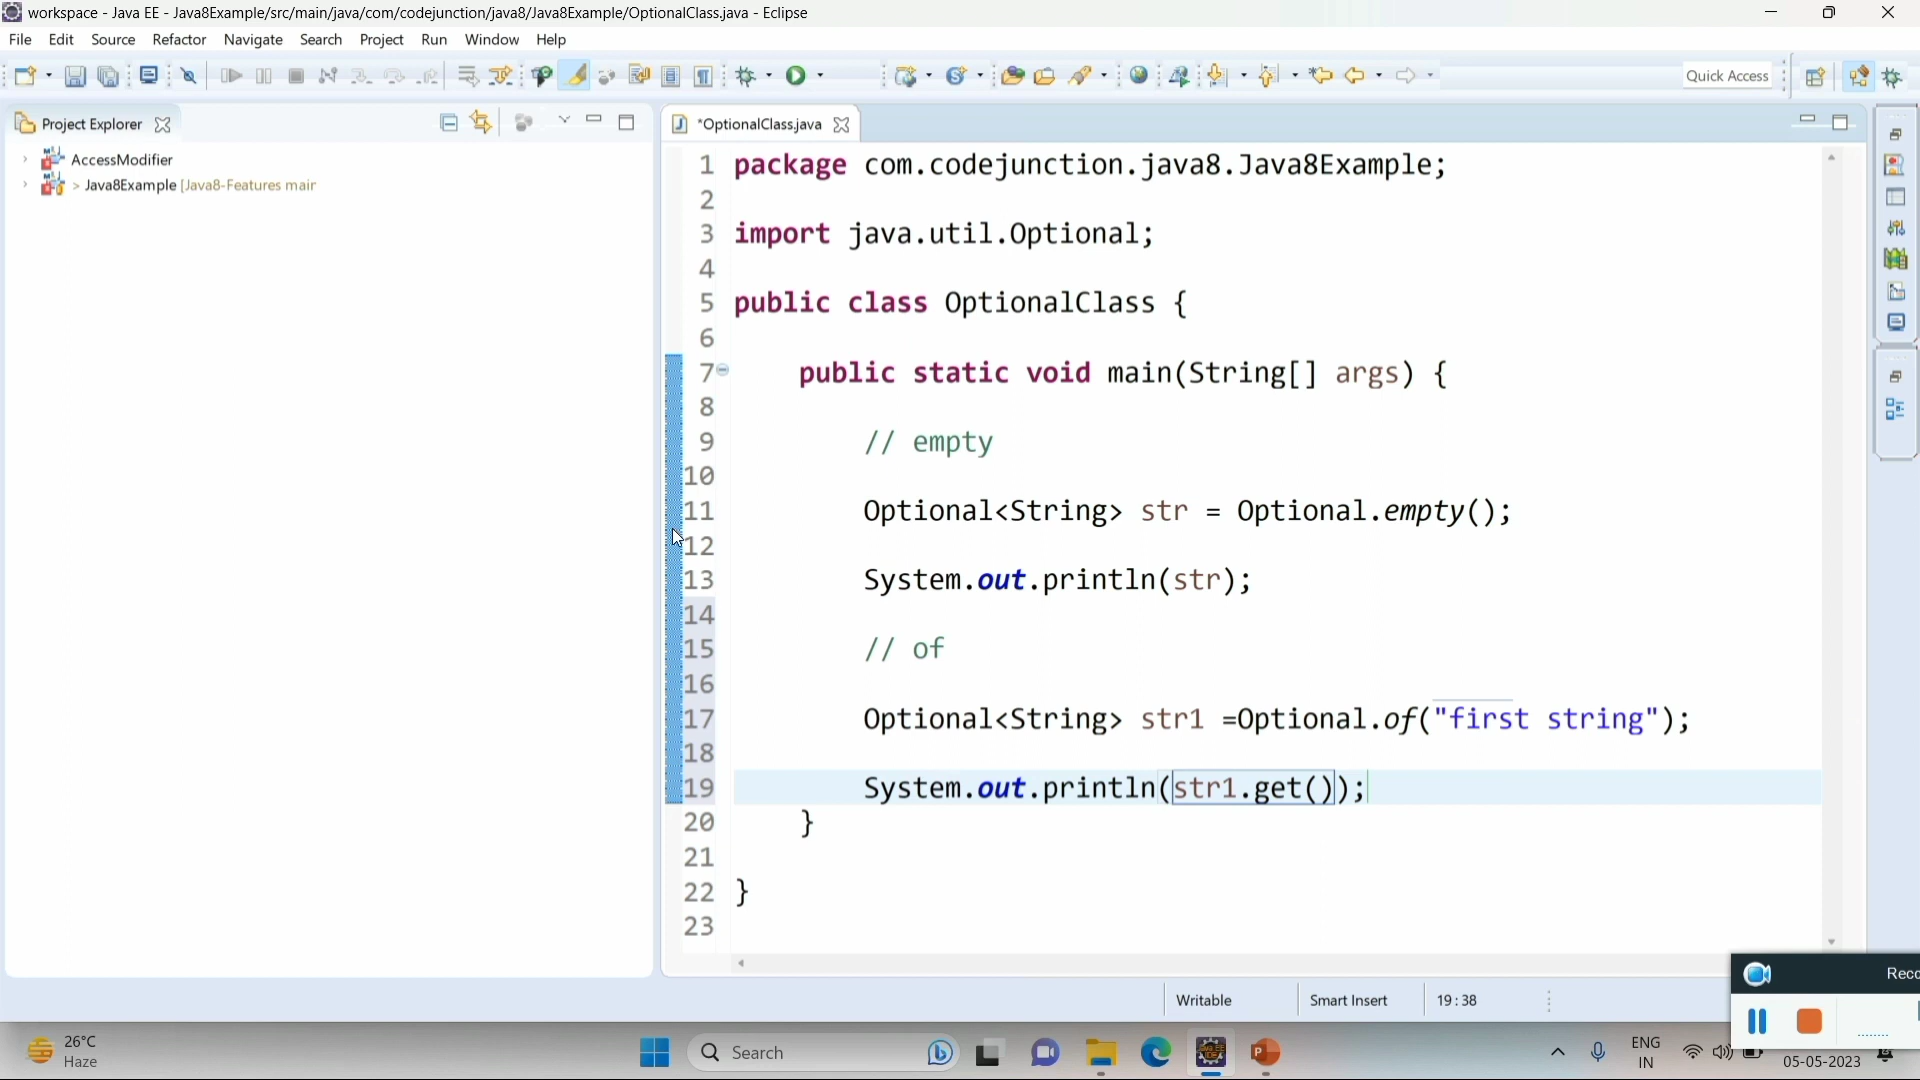 workspace - Java EE - Java8Example/src/main/java/com/codejunction/java8/Java8Example/OptionalClass.java - Eclipse
File Edit Source Refactor Navigate Search Project Run Window Help
Quick Access
Project Explorer
*OptionalClass.java
AccessModifier
> Java8Example [Java8-Features mair
1 package com.codejunction.java8.Java8Example;
2
3 import java.util.Optional;
4
5 public class OptionalClass {
6
7 public static void main(String[] args) {
8
9 // empty
10
11 Optional<String> str = Optional.empty();
12
13 System.out.println(str);
14
15 // of
16
17 Optional<String> str1 =Optional.of("first string");
18
19 System.out.println(str1.get());
20 }
21
22 }
23
Writable Smart Insert 19 : 38
Reco
26°C
Haze
Search
ENG
IN
05-05-2023